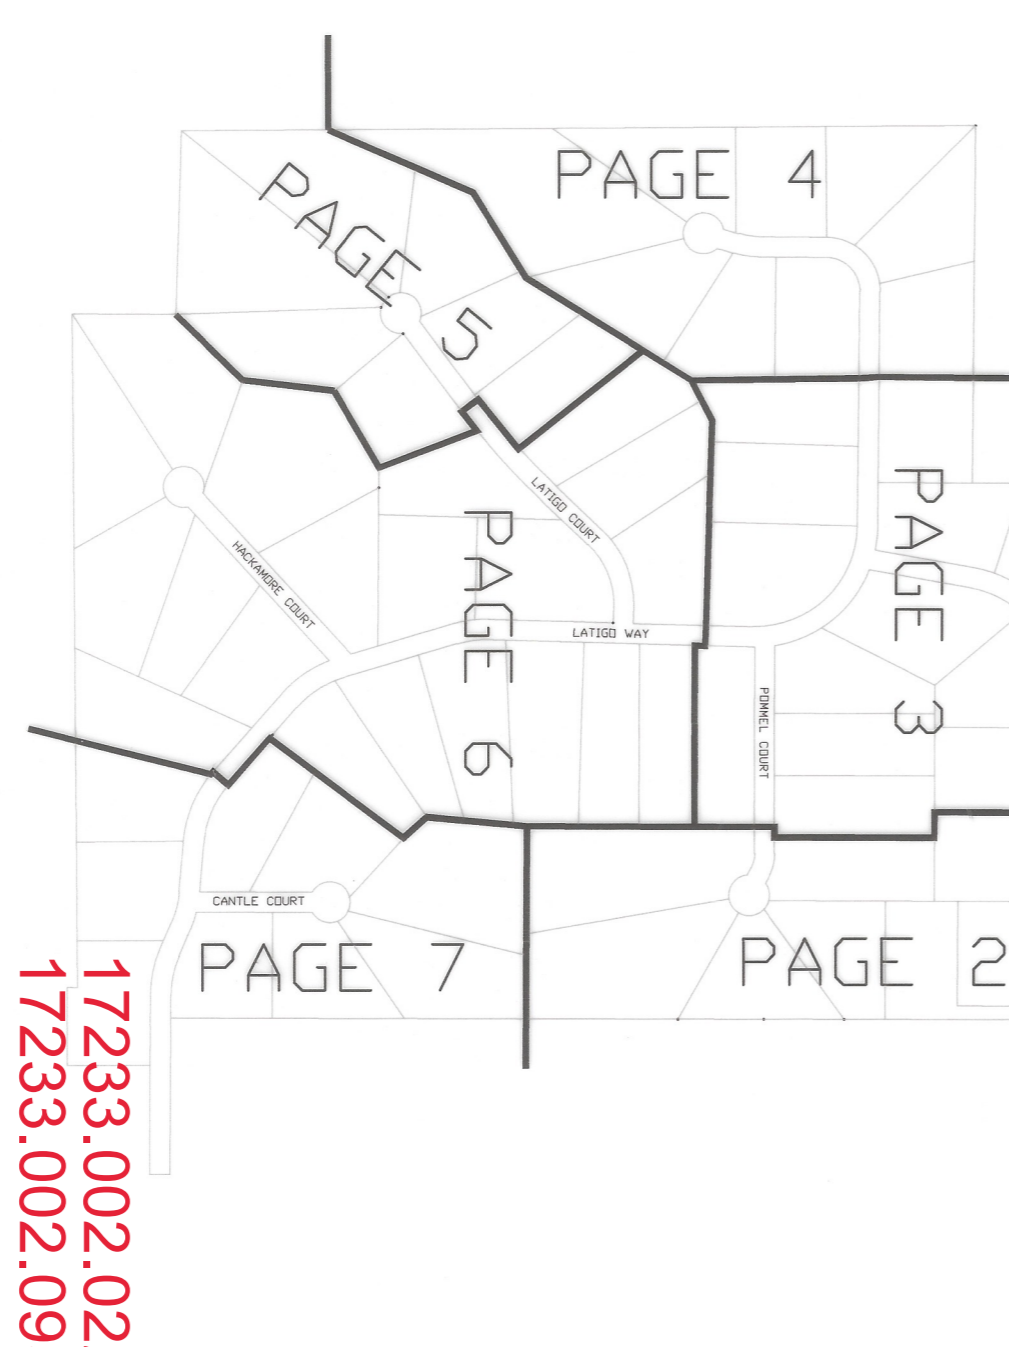 PAGE 4
PAGE 5
LATIGO COURT
PAGE 3
PAGE 6
HACKAMORE COURT
LATIGO WAY
POMMEL COURT
CANTLE COURT
PAGE 7
PAGE 2
17233.002.02.
17233.002.09